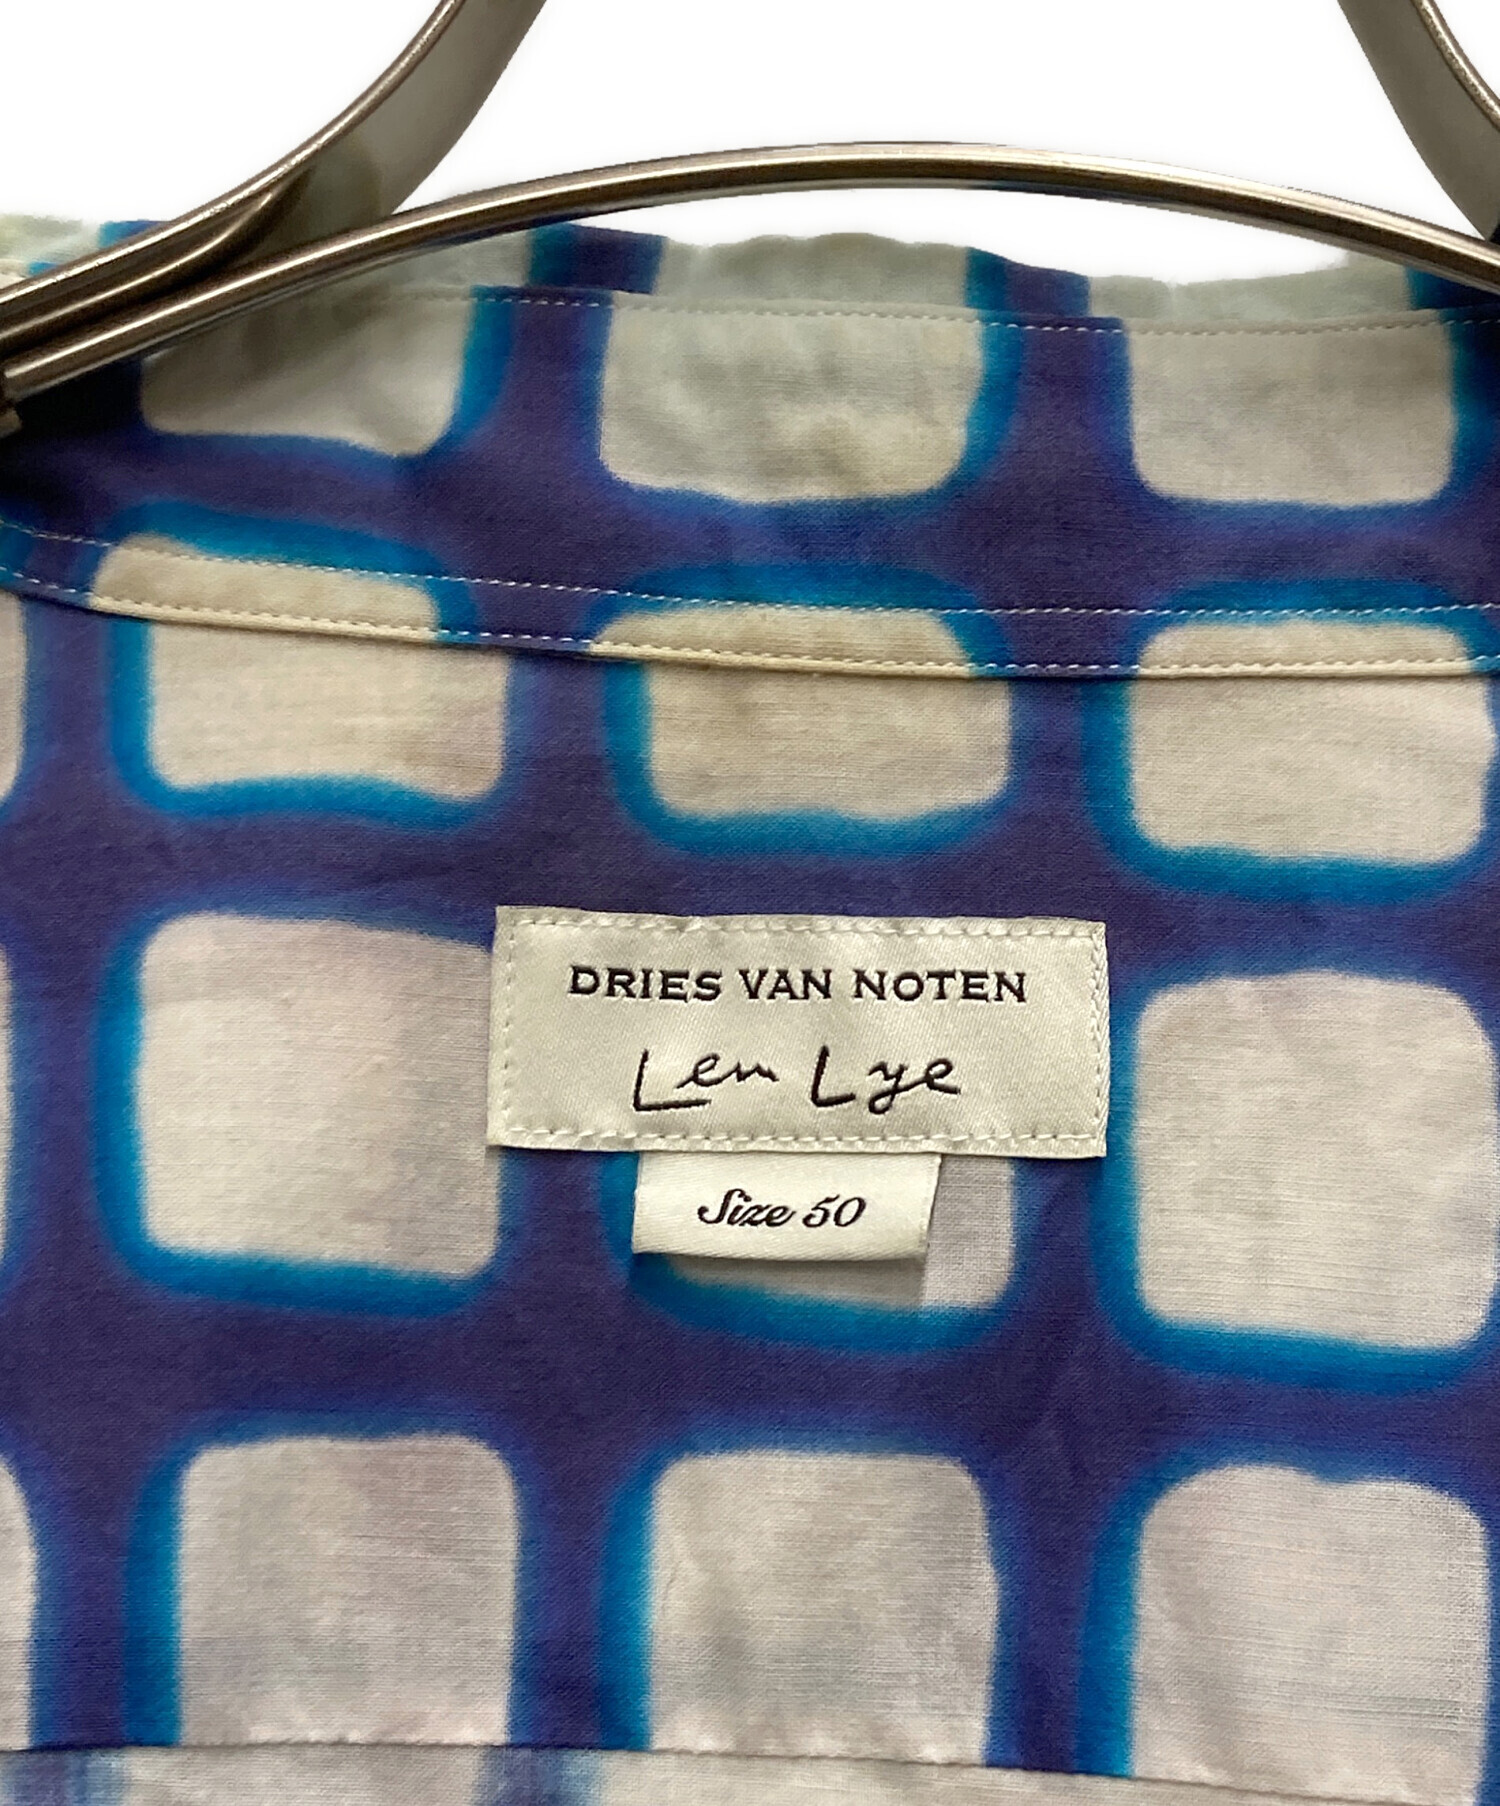 DRIES VAN NOTEN
Len Lye
Size 50